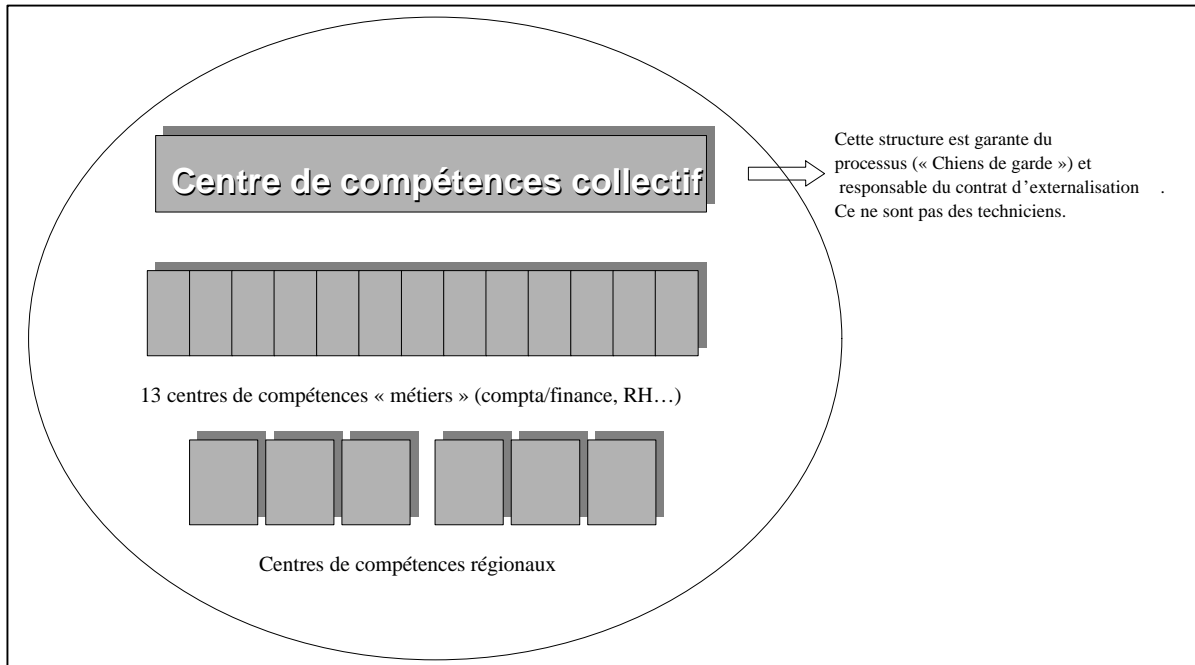 Centre de compétences collectif
Cette structure est garante du
processus (« Chiens de garde ») et
responsable du contrat d'externalisation .
Ce ne sont pas des techniciens.
13 centres de compétences « métiers » (compta/finance, RH…)
Centres de compétences régionaux